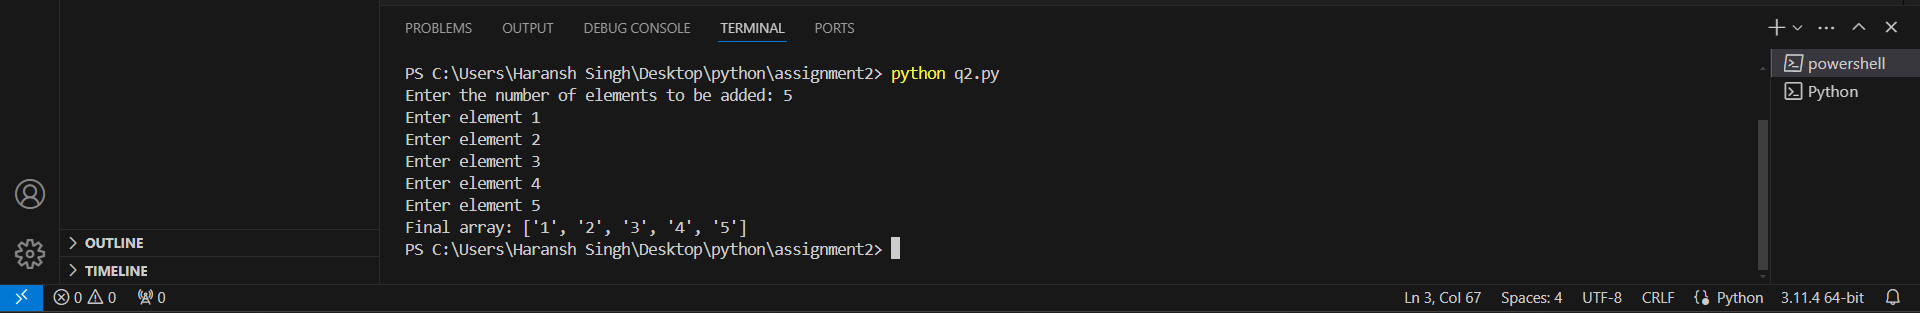 PROBLEMS OUTPUT DEBUG CONSOLE TERMINAL PORTS
PS C:\Users\Haransh Singh\Desktop\python\assignment2> python q2.py
Enter the number of elements to be added: 5
Enter element 1
Enter element 2
Enter element 3
Enter element 4
Enter element 5
Final array: ['1', '2', '3', '4', '5']
PS C:\Users\Haransh Singh\Desktop\python\assignment2>
powershell
Python
OUTLINE
TIMELINE
0 0 0 Ln 3, Col 67 Spaces: 4 UTF-8 CRLF Python 3.11.4 64-bit